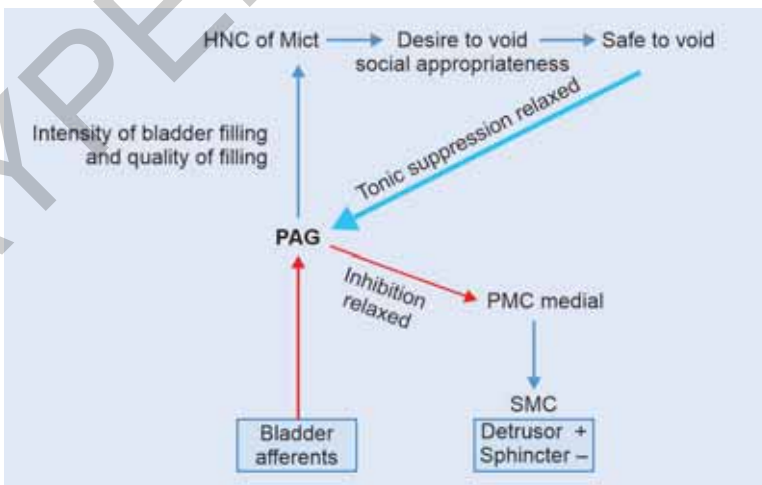 HNC of Mict
Desire to void
social appropriateness
Safe to void
Intensity of bladder filling
and quality of filling
Tonic suppression relaxed
PAG
Inhibition
relaxed
PMC medial
SMC
Bladder
afferents
Detrusor +
Sphincter –